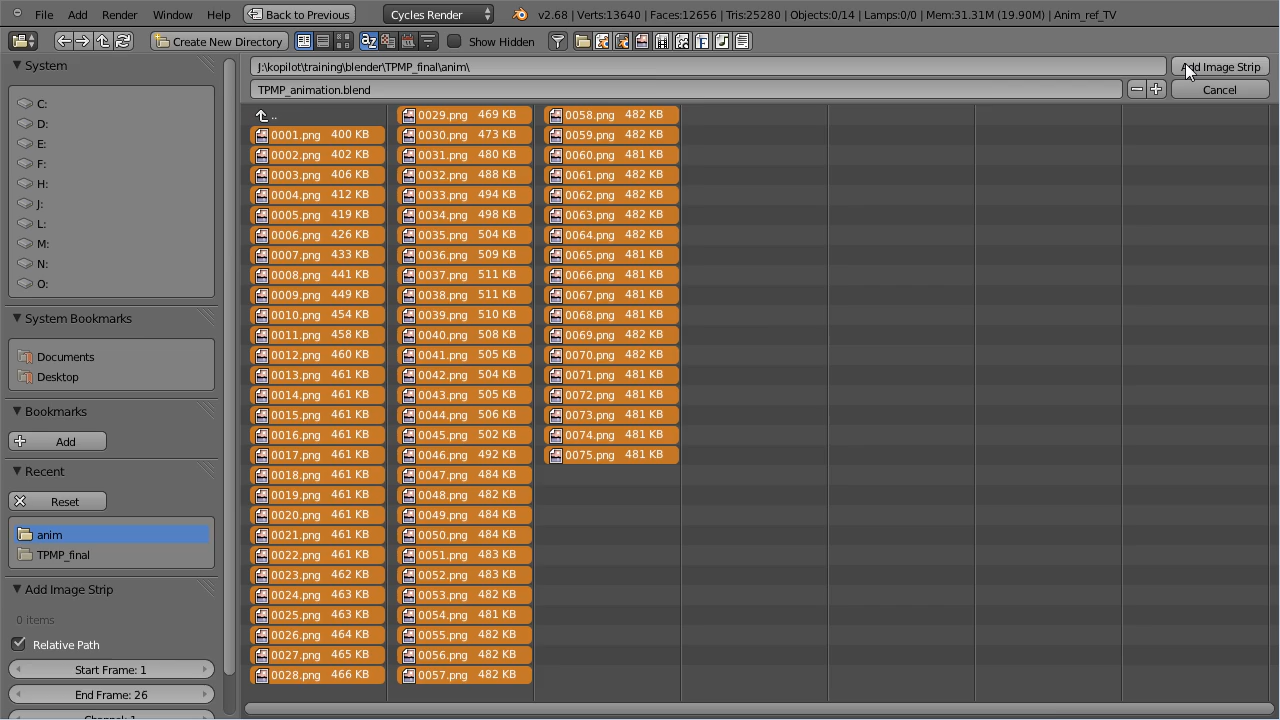 File Add Render Window Help Back to Previous Cycles Render v2.68 | Verts:13640 | Faces:12656 | Tris:25280 | Objects:0/14 | Lamps:0/0 | Mem:31.31M (19.90M) | Anim_ref_TV
Create New Directory Show Hidden
System
C:
D:
E:
F:
H:
J:
L:
M:
N:
O:
System Bookmarks
Documents
Desktop
Bookmarks
Add
Recent
Reset
anim
TPMP_final
Add Image Strip
0 items
Relative Path
Start Frame: 1
End Frame: 26
Channel: 1
J:\kopilot\training\blender\TPMP_final\anim\
Add Image Strip
TPMP_animation.blend
Cancel
..
0001.png 400 KB
0002.png 402 KB
0003.png 406 KB
0004.png 412 KB
0005.png 419 KB
0006.png 426 KB
0007.png 433 KB
0008.png 441 KB
0009.png 449 KB
0010.png 454 KB
0011.png 458 KB
0012.png 460 KB
0013.png 461 KB
0014.png 461 KB
0015.png 461 KB
0016.png 461 KB
0017.png 461 KB
0018.png 461 KB
0019.png 461 KB
0020.png 461 KB
0021.png 461 KB
0022.png 461 KB
0023.png 462 KB
0024.png 463 KB
0025.png 463 KB
0026.png 464 KB
0027.png 465 KB
0028.png 466 KB
0029.png 469 KB
0030.png 473 KB
0031.png 480 KB
0032.png 488 KB
0033.png 494 KB
0034.png 498 KB
0035.png 504 KB
0036.png 509 KB
0037.png 511 KB
0038.png 511 KB
0039.png 510 KB
0040.png 508 KB
0041.png 505 KB
0042.png 504 KB
0043.png 505 KB
0044.png 506 KB
0045.png 502 KB
0046.png 492 KB
0047.png 484 KB
0048.png 482 KB
0049.png 484 KB
0050.png 484 KB
0051.png 483 KB
0052.png 483 KB
0053.png 482 KB
0054.png 481 KB
0055.png 482 KB
0056.png 482 KB
0057.png 482 KB
0058.png 482 KB
0059.png 482 KB
0060.png 481 KB
0061.png 482 KB
0062.png 482 KB
0063.png 482 KB
0064.png 482 KB
0065.png 481 KB
0066.png 481 KB
0067.png 481 KB
0068.png 481 KB
0069.png 482 KB
0070.png 482 KB
0071.png 481 KB
0072.png 481 KB
0073.png 481 KB
0074.png 481 KB
0075.png 481 KB